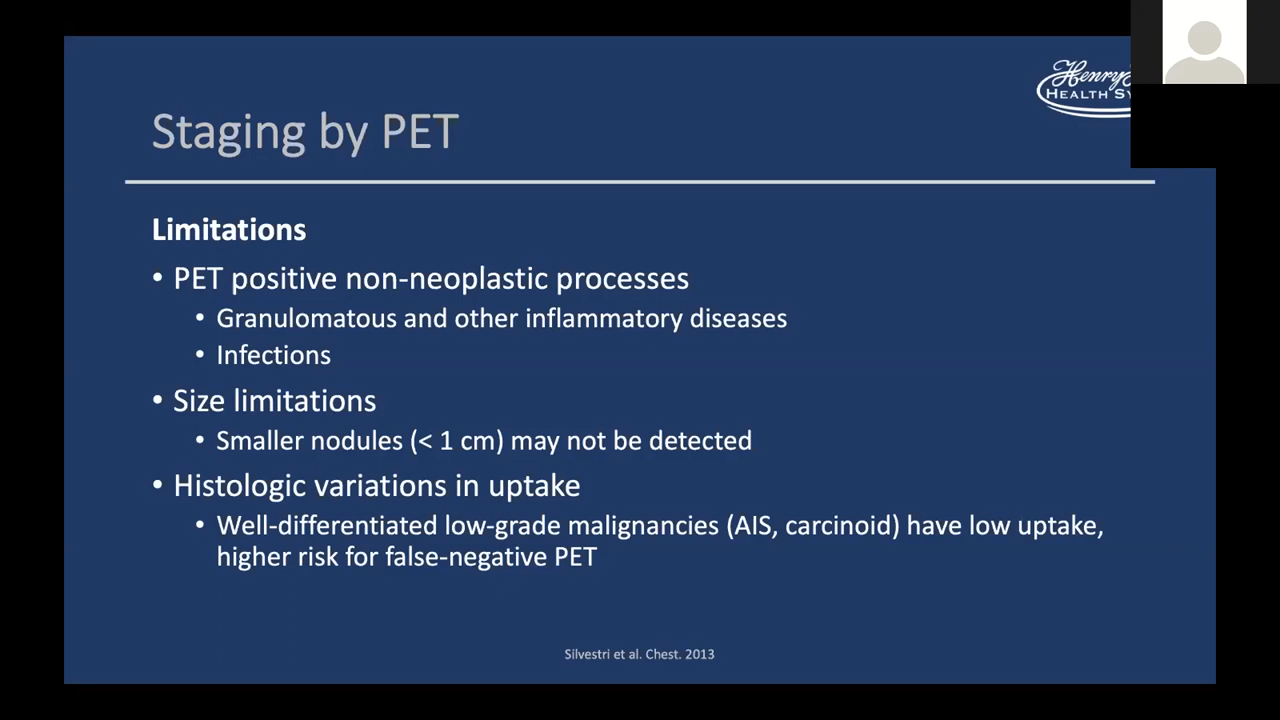 Henry
HEALTH SY
Staging by PET
Limitations
• PET positive non-neoplastic processes
• Granulomatous and other inflammatory diseases
• Infections
• Size limitations
• Smaller nodules (< 1 cm) may not be detected
• Histologic variations in uptake
• Well-differentiated low-grade malignancies (AIS, carcinoid) have low uptake,
higher risk for false-negative PET
Silvestri et al. Chest. 2013